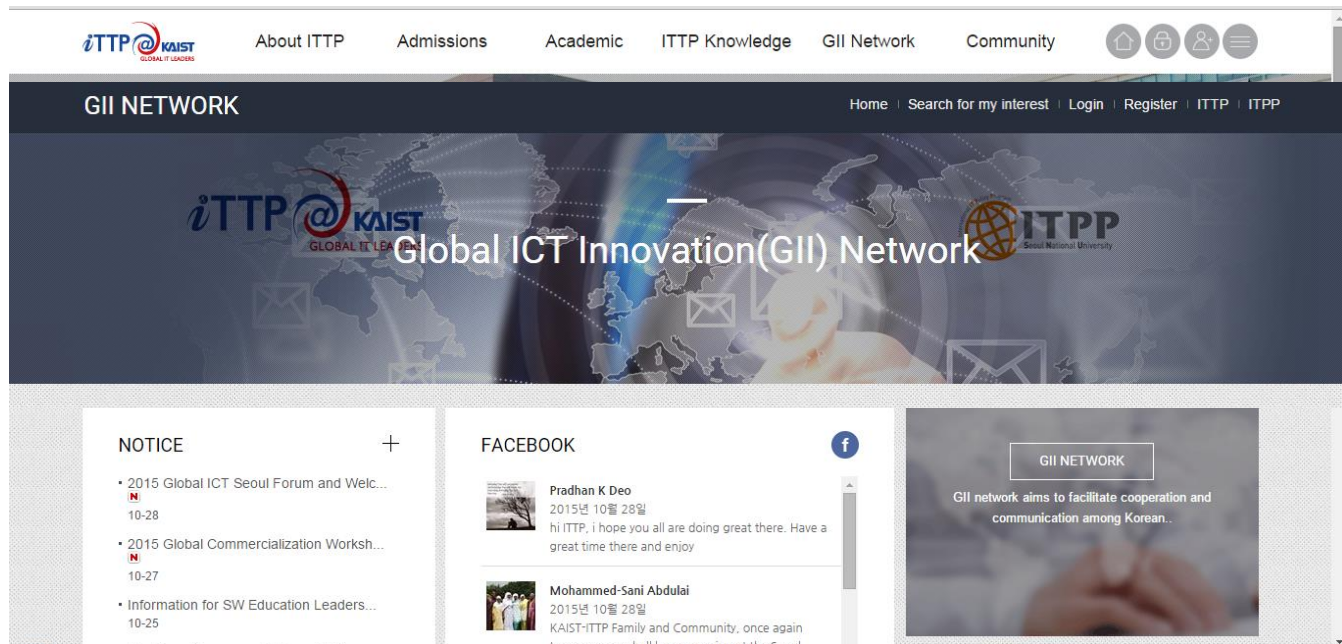 iTTP@KAIST
GLOBAL IT LEADERS
About ITTP
Admissions
Academic
ITTP Knowledge
GII Network
Community
GII NETWORK
Home
Search for my interest
Login
Register
ITTP
ITPP
iTTP@KAIST
GLOBAL IT LEADERS
ITPP
Seoul National University
Global ICT Innovation(GII) Network
NOTICE
2015 Global ICT Seoul Forum and Welc...
N
10-28
2015 Global Commercialization Worksh...
N
10-27
Information for SW Education Leaders...
10-25
FACEBOOK
f
Pradhan K Deo
2015년 10월 28일
hi ITTP, i hope you all are doing great there. Have a
great time there and enjoy
Mohammed-Sani Abdulai
2015년 10월 28일
KAIST-ITTP Family and Community, once again
GII NETWORK
GII network aims to facilitate cooperation and
communication among Korean..